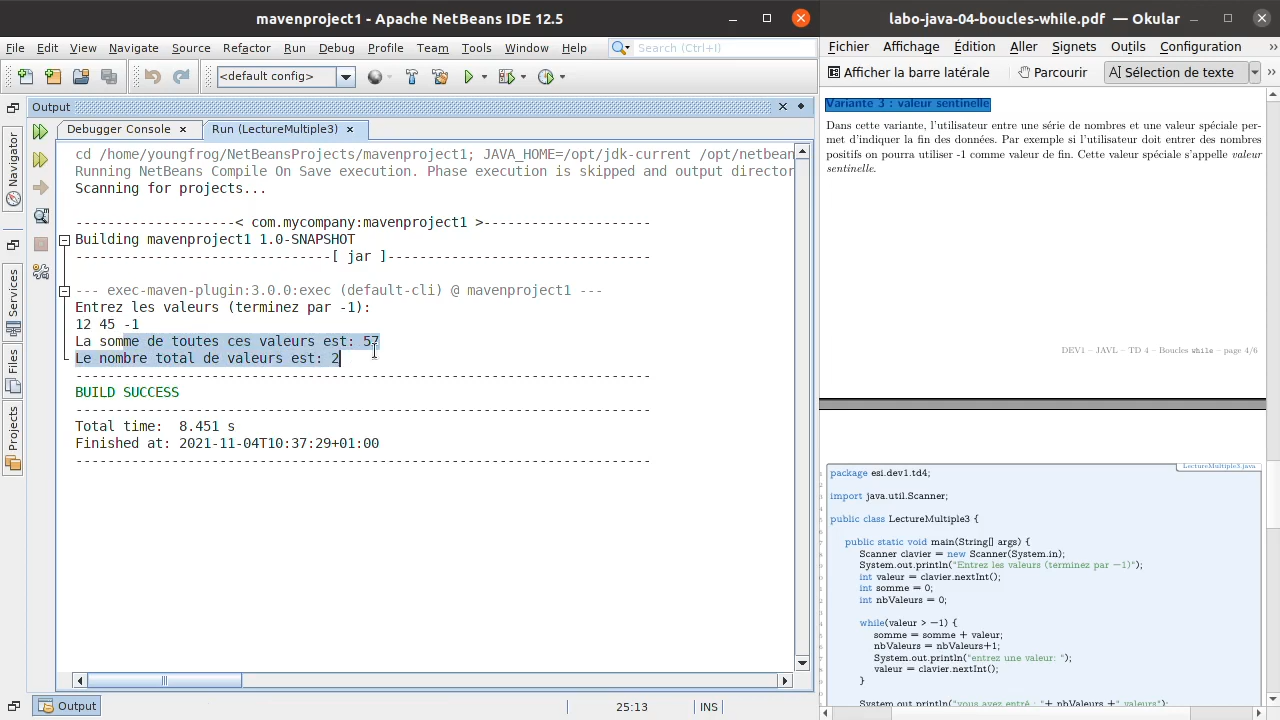 mavenproject1 - Apache NetBeans IDE 12.5
File Edit View Navigate Source Refactor Run Debug Profile Team Tools Window Help
Search (Ctrl+I)
<default config>
Output
Debugger Console
Run (LectureMultiple3)
Navigator
Services
Files
Projects
cd /home/youngfrog/NetBeansProjects/mavenproject1; JAVA_HOME=/opt/jdk-current /opt/netbean
Running NetBeans Compile On Save execution. Phase execution is skipped and output director
Scanning for projects...
--------------------< com.mycompany:mavenproject1 >---------------------
Building mavenproject1 1.0-SNAPSHOT
--------------------------------[ jar ]---------------------------------
--- exec-maven-plugin:3.0.0:exec (default-cli) @ mavenproject1 ---
Entrez les valeurs (terminez par -1):
12 45 -1
La somme de toutes ces valeurs est: 57
Le nombre total de valeurs est: 2
------------------------------------------------------------------------
BUILD SUCCESS
------------------------------------------------------------------------
Total time:  8.451 s
Finished at: 2021-11-04T10:37:29+01:00
------------------------------------------------------------------------
Output
25:13
INS
labo-java-04-boucles-while.pdf — Okular
Fichier Affichage Édition Aller Signets Outils Configuration
Afficher la barre latérale
Parcourir
Sélection de texte
Variante 3 : valeur sentinelle
Dans cette variante, l'utilisateur entre une série de nombres et une valeur spéciale per-
met d'indiquer la fin des données. Par exemple si l'utilisateur doit entrer des nombres
positifs on pourra utiliser -1 comme valeur de fin. Cette valeur spéciale s'appelle valeur
sentinelle.
DEV1 – JAVL – TD 4 – Boucles while – page 4/6
LectureMultiple3.java
package esi.dev1.td4;
import java.util.Scanner;
public class LectureMultiple3 {
public static void main(String[] args) {
Scanner clavier = new Scanner(System.in);
System.out.println("Entrez les valeurs (terminez par −1)");
int valeur = clavier.nextInt();
int somme = 0;
int nbValeurs = 0;
while(valeur > −1) {
somme = somme + valeur;
nbValeurs = nbValeurs+1;
System.out.println("entrez une valeur: ");
valeur = clavier.nextInt();
}
System.out.println("vous avez entré : "+ nbValeurs +" valeurs");